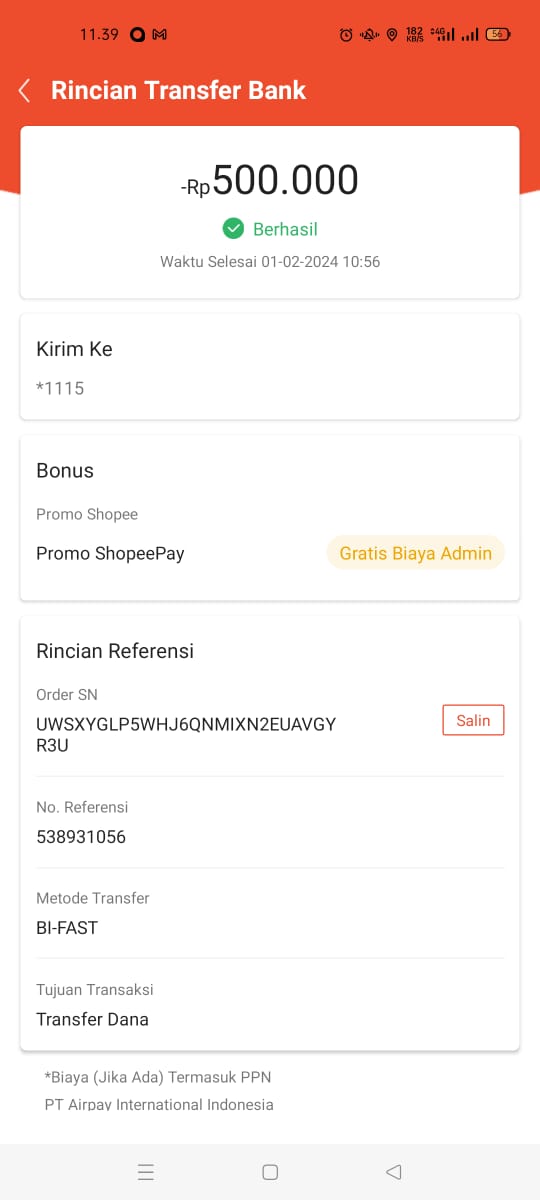 11.39
182 KB/S 4G 56
Rincian Transfer Bank
-Rp500.000
Berhasil
Waktu Selesai 01-02-2024 10:56
Kirim Ke
*1115
Bonus
Promo Shopee
Promo ShopeePay Gratis Biaya Admin
Rincian Referensi
Order SN
UWSXYGLP5WHJ6QNMIXN2EUAVGY
R3U
Salin
No. Referensi
538931056
Metode Transfer
BI-FAST
Tujuan Transaksi
Transfer Dana
*Biaya (Jika Ada) Termasuk PPN
PT Airpay International Indonesia